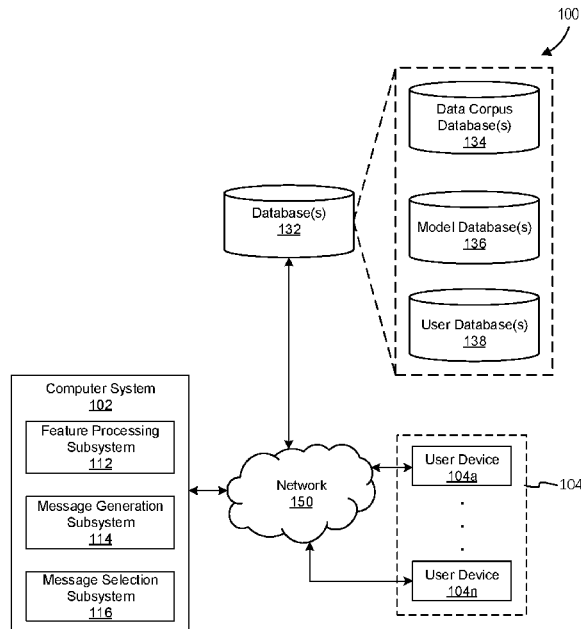 100
Data Corpus
Database(s)
134
Database(s)
132
Model Database(s)
136
User Database(s)
138
Computer System
102
Feature Processing
Subsystem
112
Message Generation
Subsystem
114
Message Selection
Subsystem
116
Network
150
User Device
104a
104
User Device
104n